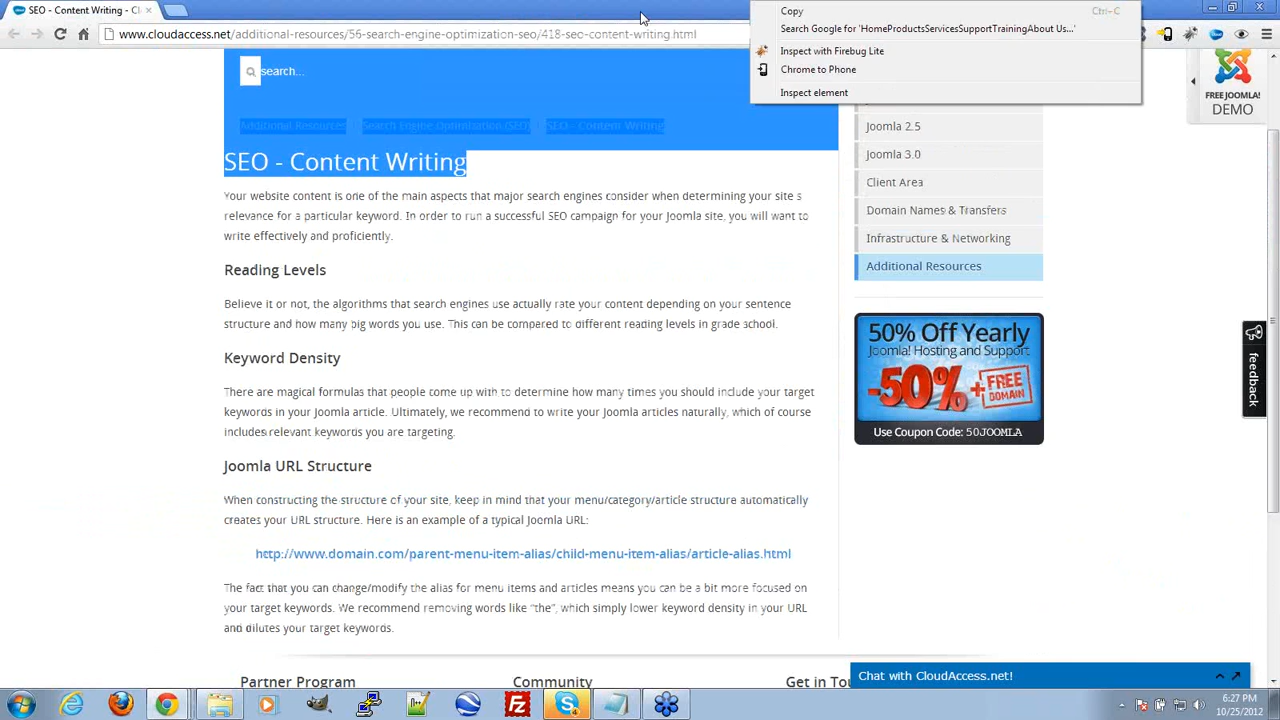 SEO - Content Writing - C
Copy Ctrl-C
Search Google for 'HomeProductsServicesSupportTrainingAbout Us...'
Inspect with Firebug Lite
Chrome to Phone
Inspect element
www.cloudaccess.net/additional-resources/56-search-engine-optimization-seo/418-seo-content-writing.html
search...
Additional Resources | Search Engine Optimization (SEO) | SEO - Content Writing
SEO - Content Writing
Your website content is one of the main aspects that major search engines consider when determining your site s
relevance for a particular keyword. In order to run a successful SEO campaign for your Joomla site, you will want to
write effectively and proficiently.
Reading Levels
Believe it or not, the algorithms that search engines use actually rate your content depending on your sentence
structure and how many big words you use. This can be compared to different reading levels in grade school.
Keyword Density
There are magical formulas that people come up with to determine how many times you should include your target
keywords in your Joomla article. Ultimately, we recommend to write your Joomla articles naturally, which of course
includes relevant keywords you are targeting.
Joomla URL Structure
When constructing the structure of your site, keep in mind that your menu/category/article structure automatically
creates your URL structure. Here is an example of a typical Joomla URL:
http://www.domain.com/parent-menu-item-alias/child-menu-item-alias/article-alias.html
The fact that you can change/modify the alias for menu items and articles means you can be a bit more focused on
your target keywords. We recommend removing words like "the", which simply lower keyword density in your URL
and dilutes your target keywords.
Joomla 2.5
Joomla 3.0
Client Area
Domain Names & Transfers
Infrastructure & Networking
Additional Resources
50% Off Yearly
Joomla! Hosting and Support
-50% + FREE DOMAIN
Use Coupon Code: 50JOOMLA
FREE JOOMLA!
DEMO
feedback
Partner Program
Community
Get in Tou
Chat with CloudAccess.net!
6:27 PM
10/25/2012